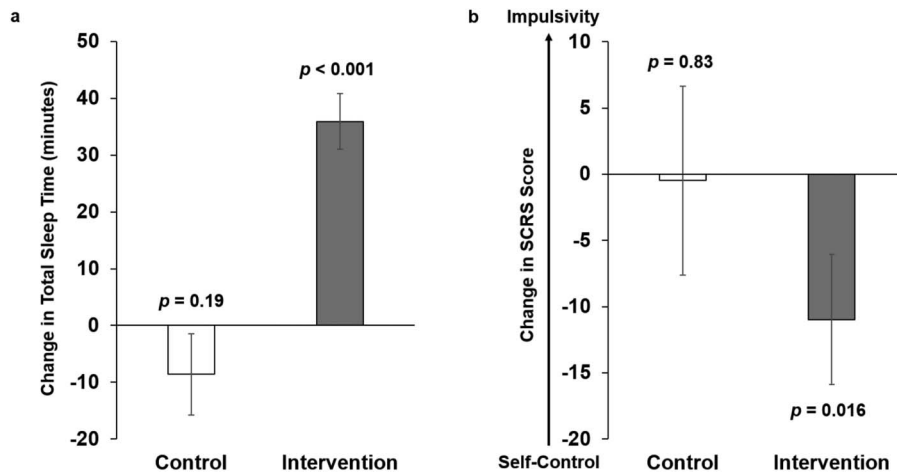 a
Change in Total Sleep Time (minutes)
50
40
30
20
10
0
-10
-20
p < 0.001
p = 0.19
Control Intervention
b
Impulsivity
Change in SCRS Score
Self-Control
10
5
0
-5
-10
-15
-20
p = 0.83
p = 0.016
Control Intervention